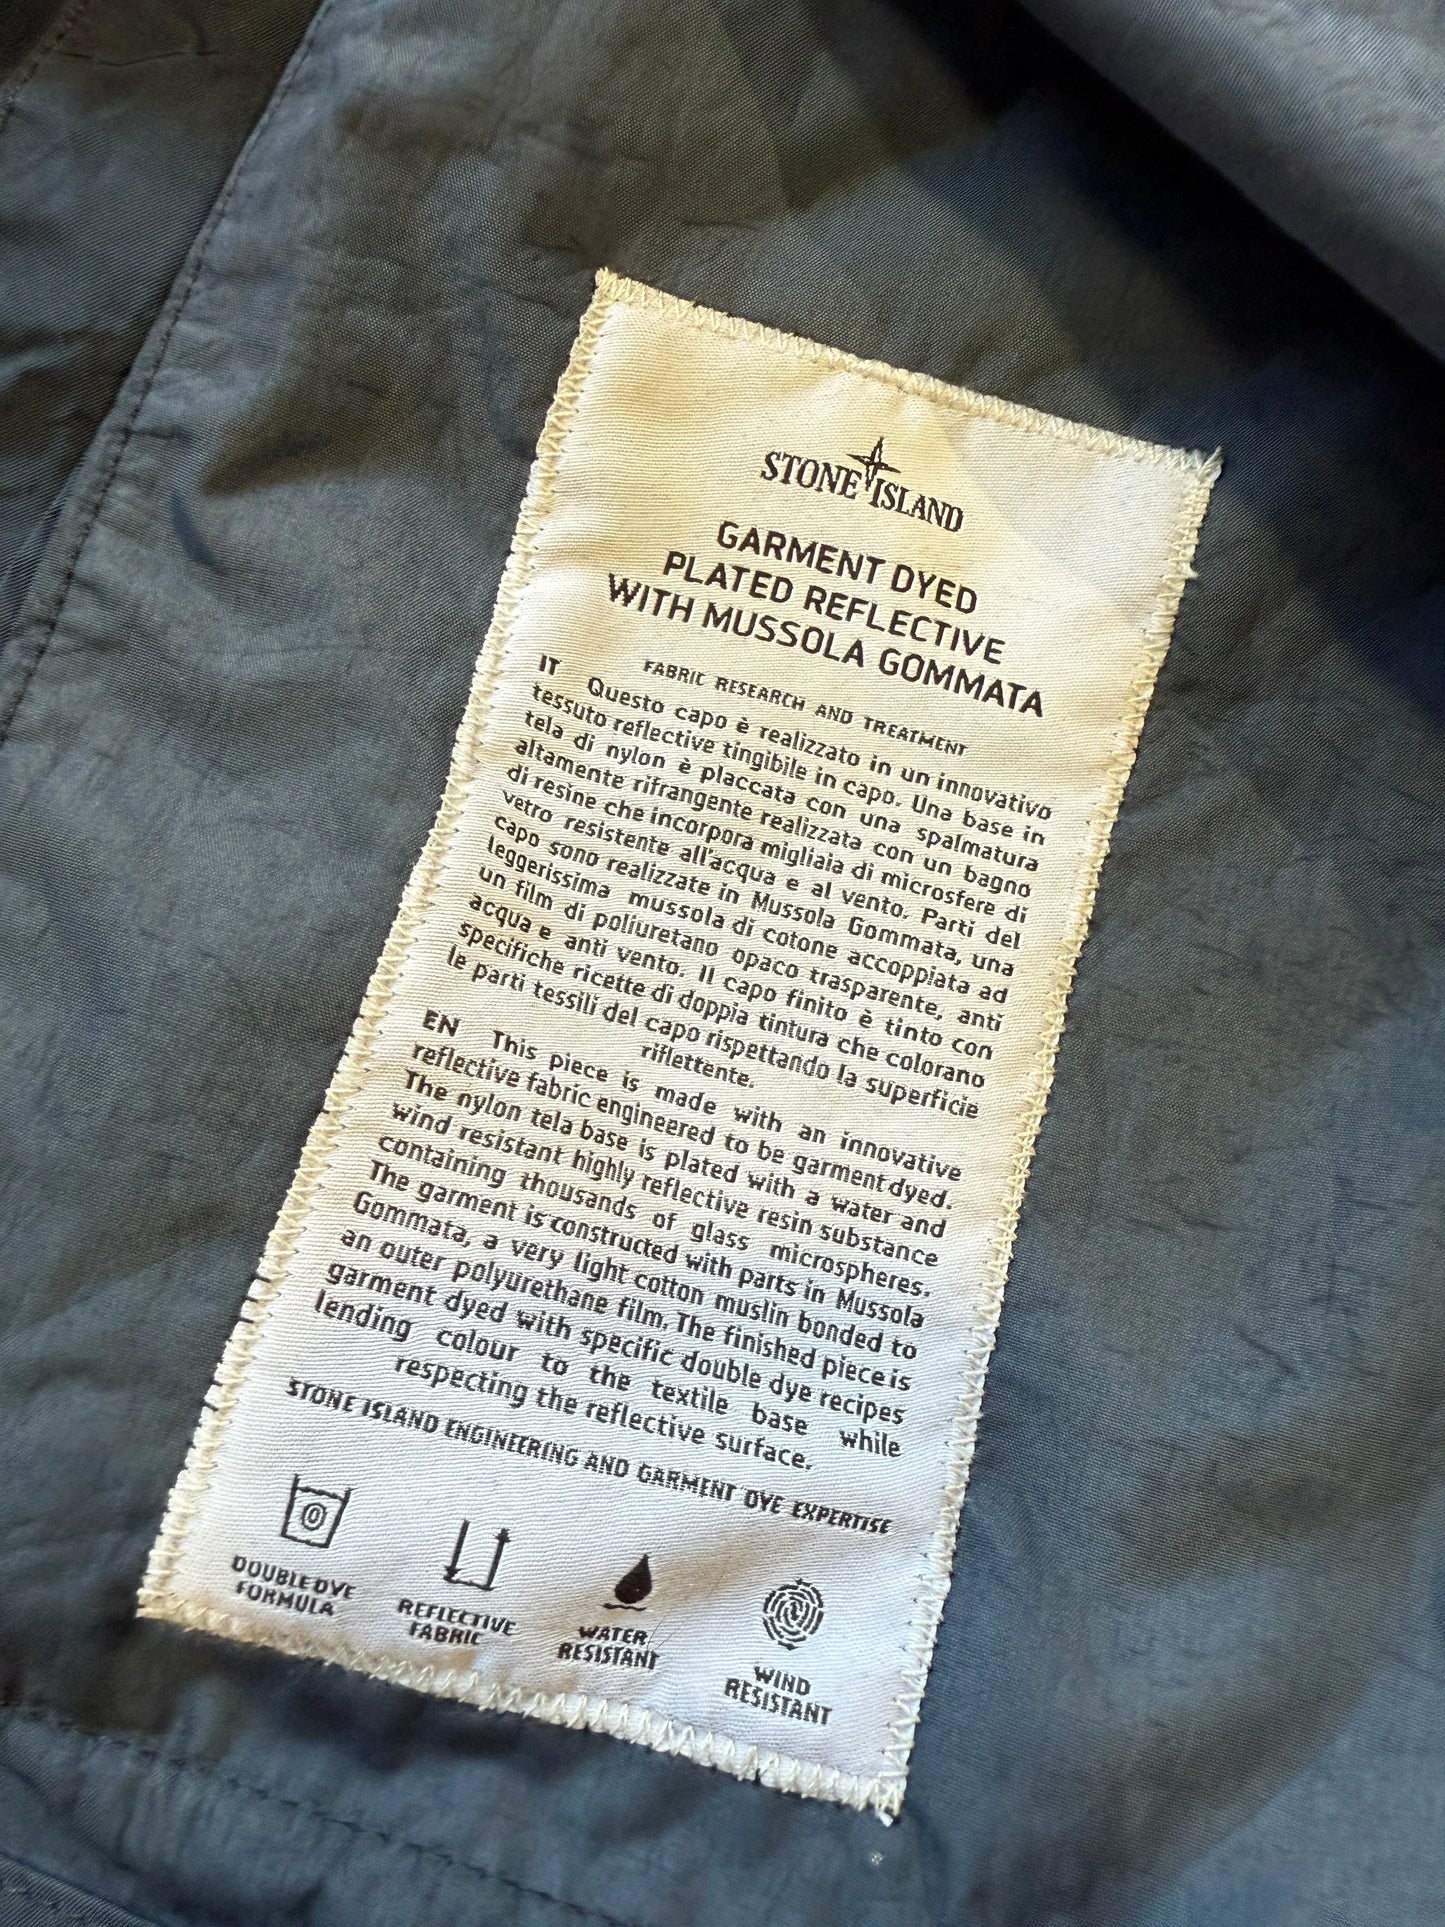 STONE ISLAND
GARMENT DYED
PLATED REFLECTIVE
WITH MUSSOLA GOMMATA
FABRIC RESEARCH AND TREATMENT
IT Questo capo è realizzato in un innovativo
tessuto reflective tingibile in capo. Una base in
tela di nylon è placcata con una spalmatura
altamente rifrangente realizzata con un bagno
di resine che incorpora migliaia di microsfere di
vetro resistente all'acqua e al vento. Parti del
capo sono realizzate in Mussola Gommata, una
leggerissima mussola di cotone accoppiata ad
un film di poliuretano opaco trasparente, anti
acqua e anti vento. Il capo finito è tinto con
specifiche ricette di doppia tintura che colorano
le parti tessili del capo rispettando la superficie
riflettente.
EN This piece is made with an innovative
reflective fabric engineered to be garment dyed.
The nylon tela base is plated with a water and
wind resistant highly reflective resin substance
containing thousands of glass microspheres.
The garment is constructed with parts in Mussola
Gommata, a very light cotton muslin bonded to
an outer polyurethane film. The finished piece is
garment dyed with specific double dye recipes
lending colour to the textile base while
respecting the reflective surface.
STONE ISLAND ENGINEERING AND GARMENT DYE EXPERTISE
DOUBLE DYE
FORMULA
REFLECTIVE
FABRIC
WATER
RESISTANT
WIND
RESISTANT